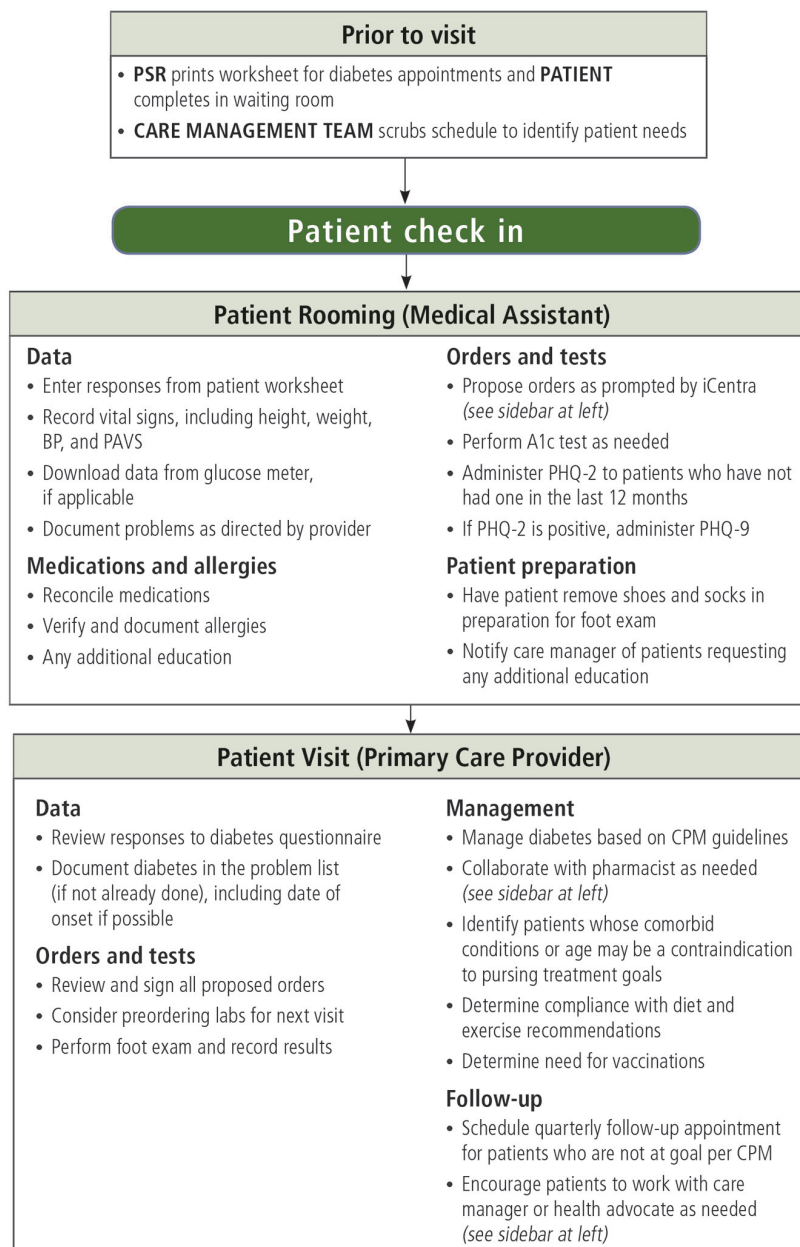 Prior to visit
• PSR prints worksheet for diabetes appointments and PATIENT
completes in waiting room
• CARE MANAGEMENT TEAM scrubs schedule to identify patient needs
Patient check in
Patient Rooming (Medical Assistant)
Data
• Enter responses from patient worksheet
• Record vital signs, including height, weight,
BP, and PAVS
• Download data from glucose meter,
if applicable
• Document problems as directed by provider
Medications and allergies
• Reconcile medications
• Verify and document allergies
• Any additional education
Orders and tests
• Propose orders as prompted by iCentra
(see sidebar at left)
• Perform A1c test as needed
• Administer PHQ-2 to patients who have not
had one in the last 12 months
• If PHQ-2 is positive, administer PHQ-9
Patient preparation
• Have patient remove shoes and socks in
preparation for foot exam
• Notify care manager of patients requesting
any additional education
Patient Visit (Primary Care Provider)
Data
• Review responses to diabetes questionnaire
• Document diabetes in the problem list
(if not already done), including date of
onset if possible
Orders and tests
• Review and sign all proposed orders
• Consider preordering labs for next visit
• Perform foot exam and record results
Management
• Manage diabetes based on CPM guidelines
• Collaborate with pharmacist as needed
(see sidebar at left)
• Identify patients whose comorbid
conditions or age may be a contraindication
to pursing treatment goals
• Determine compliance with diet and
exercise recommendations
• Determine need for vaccinations
Follow-up
• Schedule quarterly follow-up appointment
for patients who are not at goal per CPM
• Encourage patients to work with care
manager or health advocate as needed
(see sidebar at left)